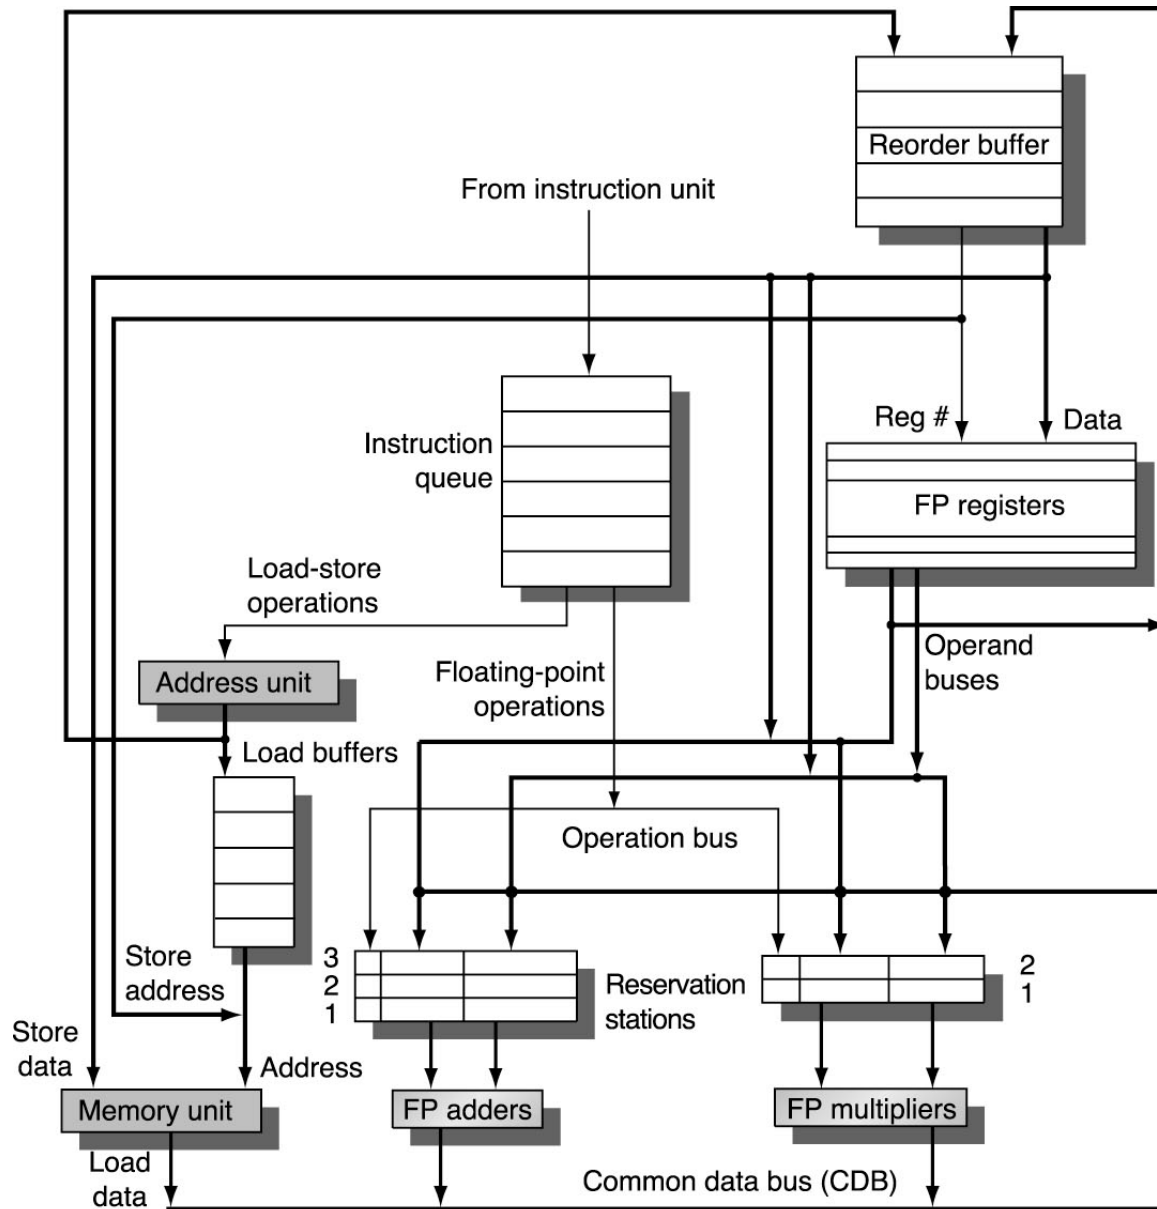 Reorder buffer
From instruction unit
Reg #
Data
Instruction
queue
FP registers
Load-store
operations
Operand
buses
Address unit
Floating-point
operations
Load buffers
Operation bus
Store
address
3
2
1
Reservation
stations
2
1
Store
data
Address
Memory unit
FP adders
FP multipliers
Load
data
Common data bus (CDB)